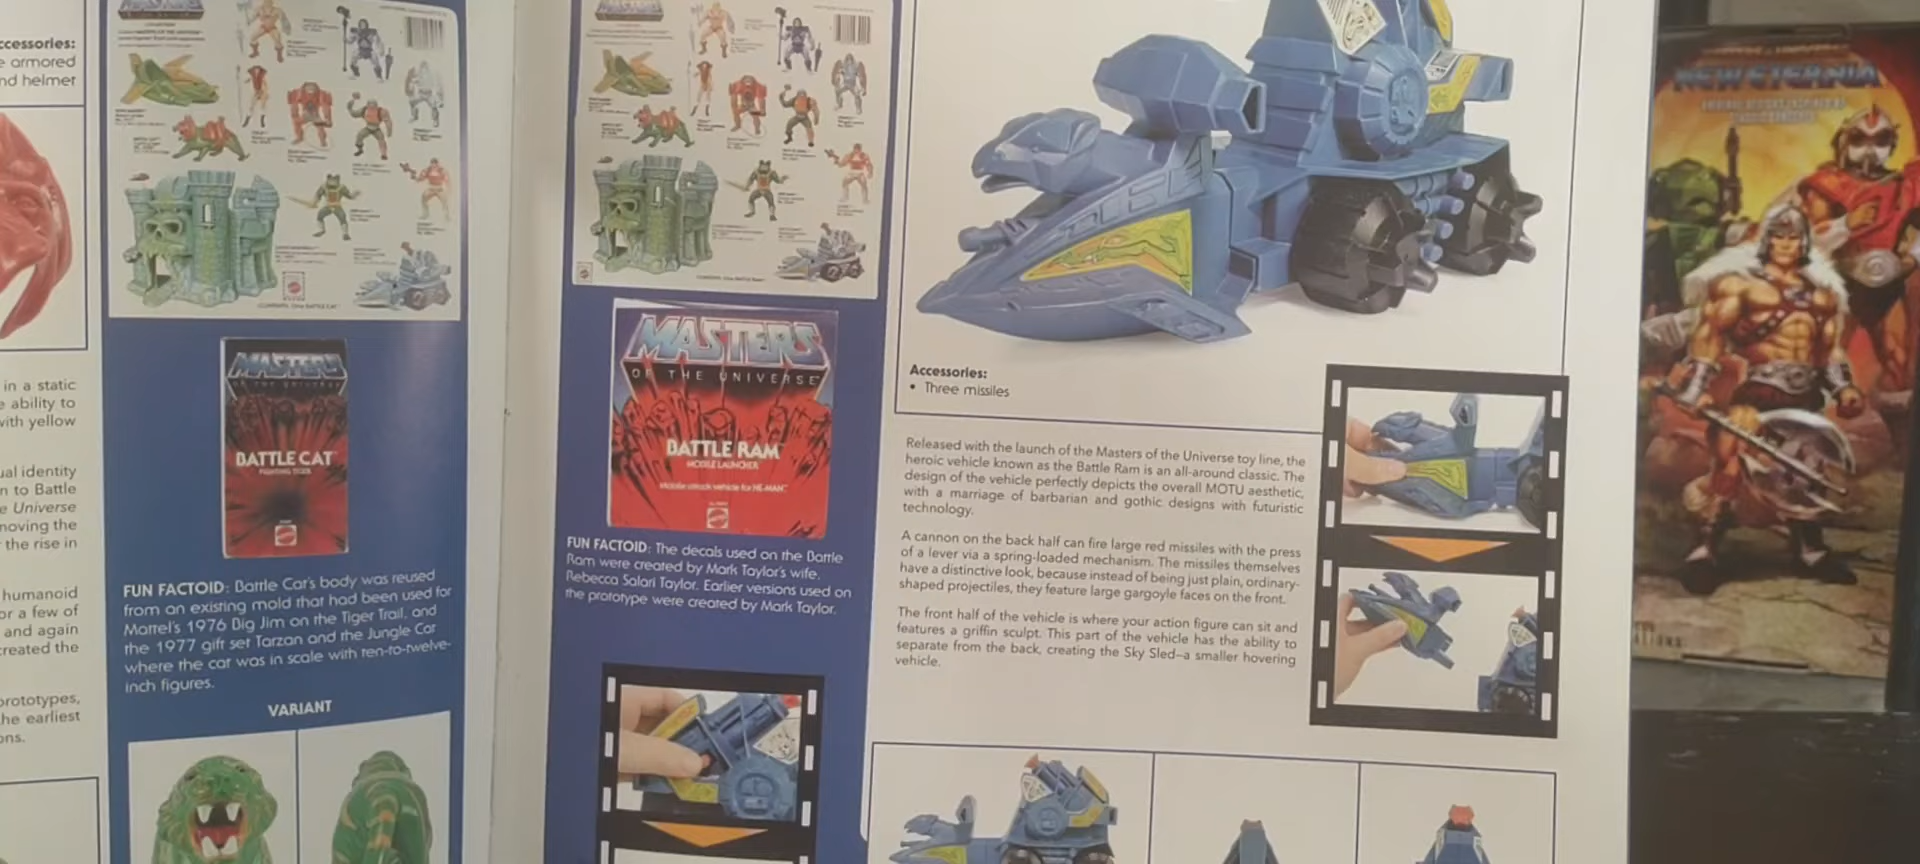 ccessories:
e armored
nd helmet
in a static
e ability to
with yellow
ual identity
n to Battle
e Universe
moving the
the rise in
humanoid
or a few of
and again
created the
prototypes,
he earliest
ons.
MASTERS
OF THE UNIVERSE
BATTLE CAT
FIGHTING TIGER
FUN FACTOID: Battle Cat's body was reused
from an existing mold that had been used for
Mattel's 1976 Big Jim on the Tiger Trail, and
the 1977 gift set Tarzan and the Jungle Cat
where the cat was in scale with ten-to-twelve-
inch figures.
VARIANT
MASTERS
OF THE UNIVERSE
BATTLE RAM
MOBILE LAUNCHER
Mobile attack vehicle for HE-MAN
FUN FACTOID: The decals used on the Battle
Ram were created by Mark Taylor's wife,
Rebecca Salari Taylor. Earlier versions used on
the prototype were created by Mark Taylor.
Accessories:
• Three missiles
Released with the launch of the Masters of the Universe toy line, the
heroic vehicle known as the Battle Ram is an all-around classic. The
design of the vehicle perfectly depicts the overall MOTU aesthetic,
with a marriage of barbarian and gothic designs with futuristic
technology.
A cannon on the back half can fire large red missiles with the press
of a lever via a spring-loaded mechanism. The missiles themselves
have a distinctive look, because instead of being just plain, ordinary-
shaped projectiles, they feature large gargoyle faces on the front.
The front half of the vehicle is where your action figure can sit and
features a griffin sculpt. This part of the vehicle has the ability to
separate from the back, creating the Sky Sled—a smaller hovering
vehicle.
NEW ETERNIA